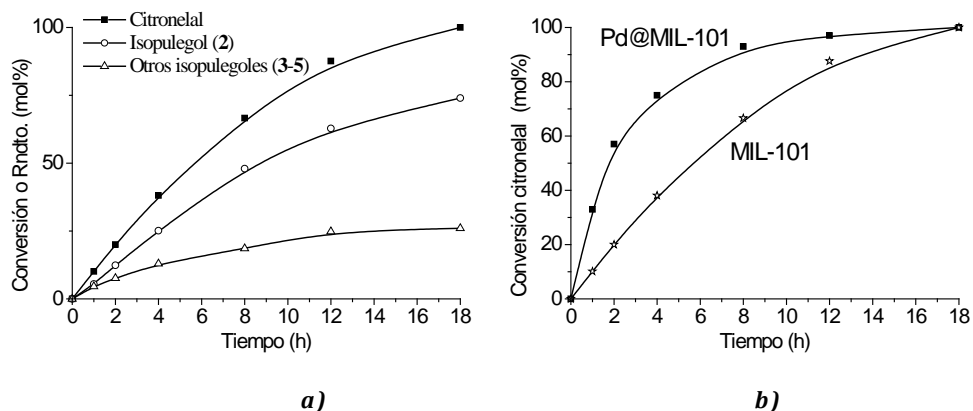 Citronelal
Isopulegol (2)
Otros isopulegoles (3-5)
Conversión o Rndto. (mol%)
100
50
0
0 2 4 6 8 10 12 14 16 18
Tiempo (h)
a)
Pd@MIL-101
MIL-101
Conversión citronelal (mol%)
100
80
60
40
20
0
0 2 4 6 8 10 12 14 16 18
Tiempo (h)
b)